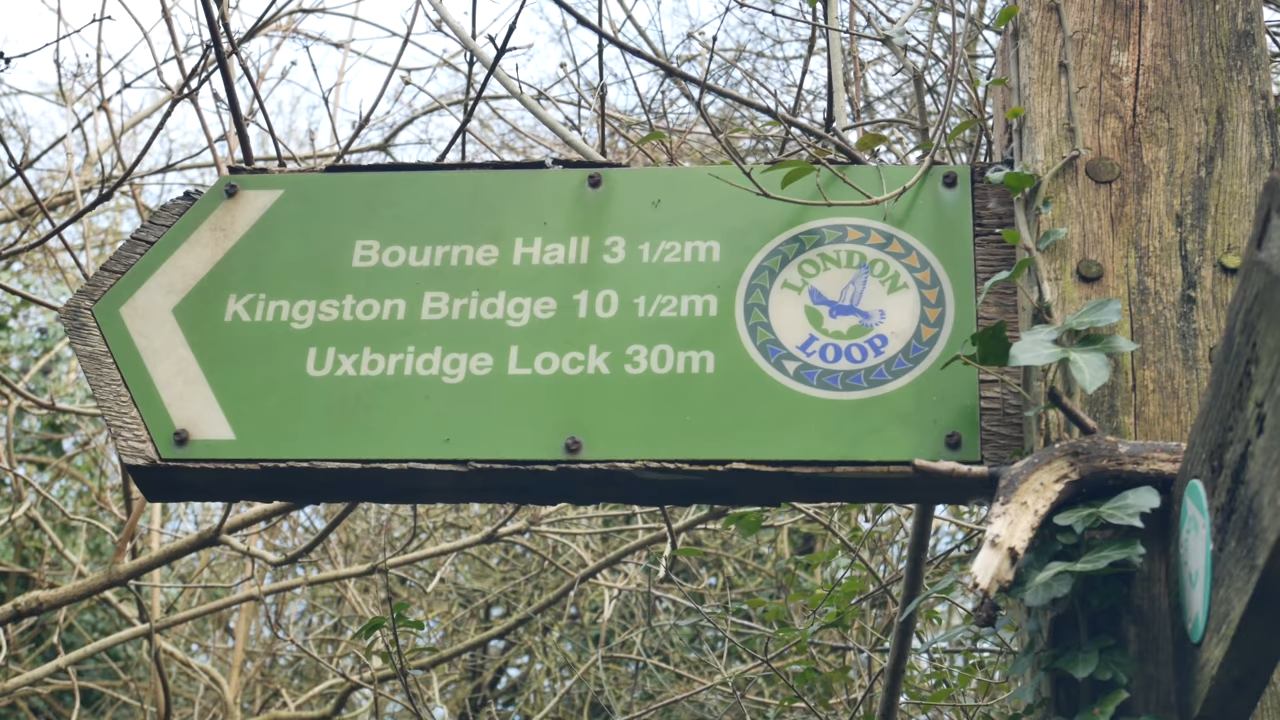 Bourne Hall 3 1/2m
Kingston Bridge 10 1/2m
Uxbridge Lock 30m
LONDON
LOOP